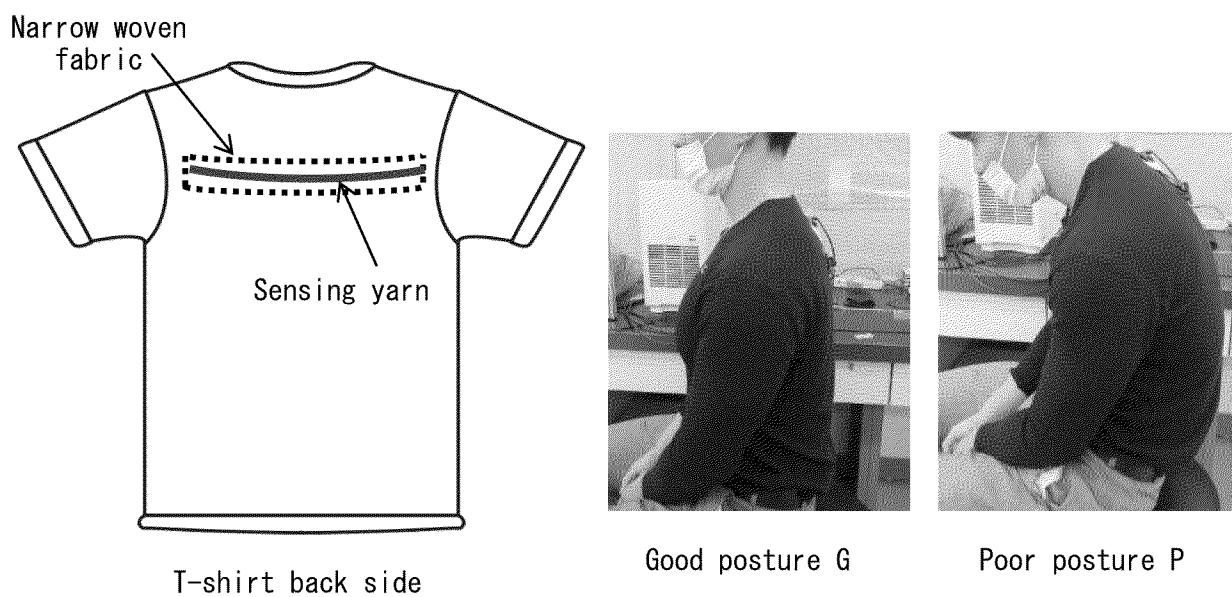 Narrow woven
fabric
Sensing yarn
T-shirt back side
Good posture G
Poor posture P